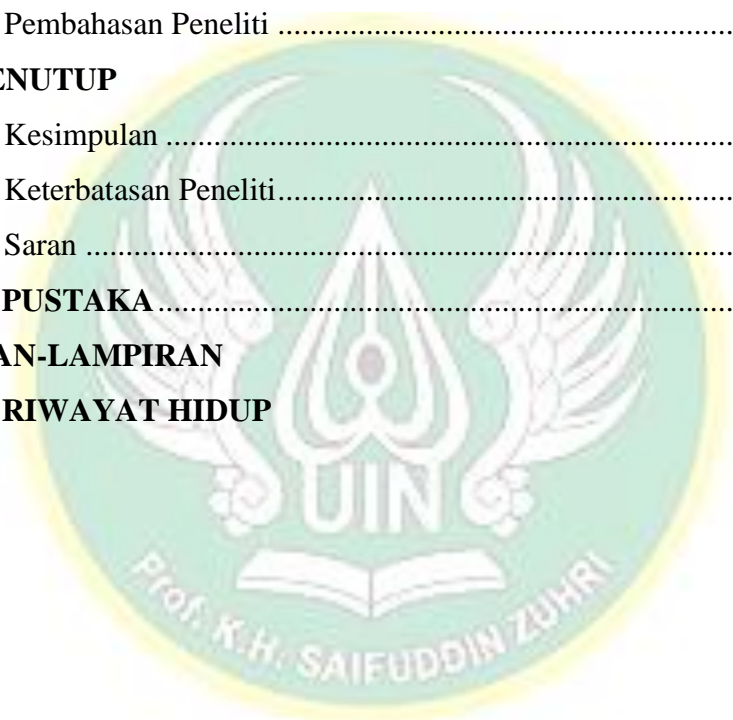 Pembahasan Peneliti ..........................................................
ENUTUP
Kesimpulan ........................................................................
Keterbatasan Peneliti..........................................................
Saran ..................................................................................
PUSTAKA.........................................................................
AN-LAMPIRAN
RIWAYAT HIDUP
UIN
Prof. K.H. SAIFUDDIN ZUHRI